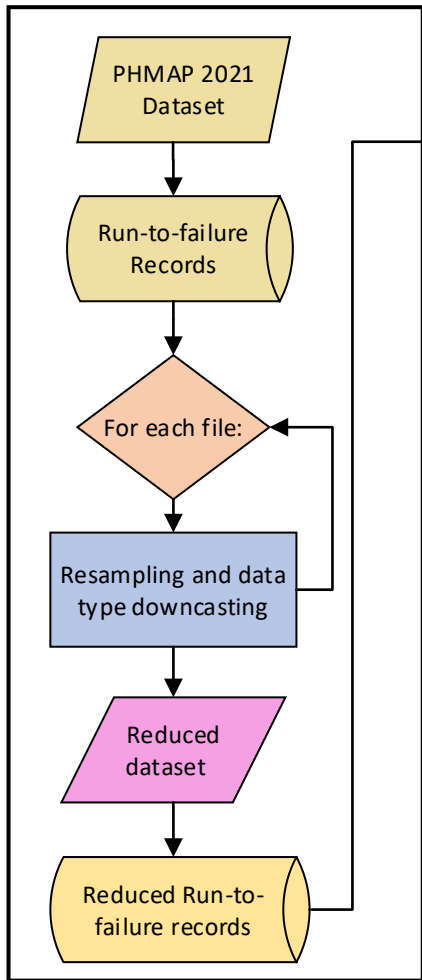 PHMAP 2021
Dataset
Run-to-failure
Records
For each file:
Resampling and data
type downcasting
Reduced
dataset
Reduced Run-to-
failure records